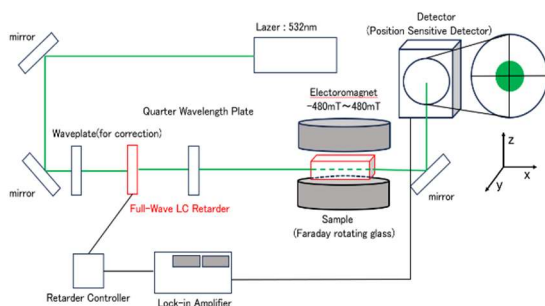 Detector
(Position Sensitive Detector)
mirror
Lazer : 532nm
Electoromagnet
-480mT～480mT
Quarter Wavelength Plate
Waveplate(for correction)
z
x
y
mirror
mirror
Full-Wave LC Retarder
Sample
(Faraday rotating glass)
Retarder Controller
Lock-in Amplifier